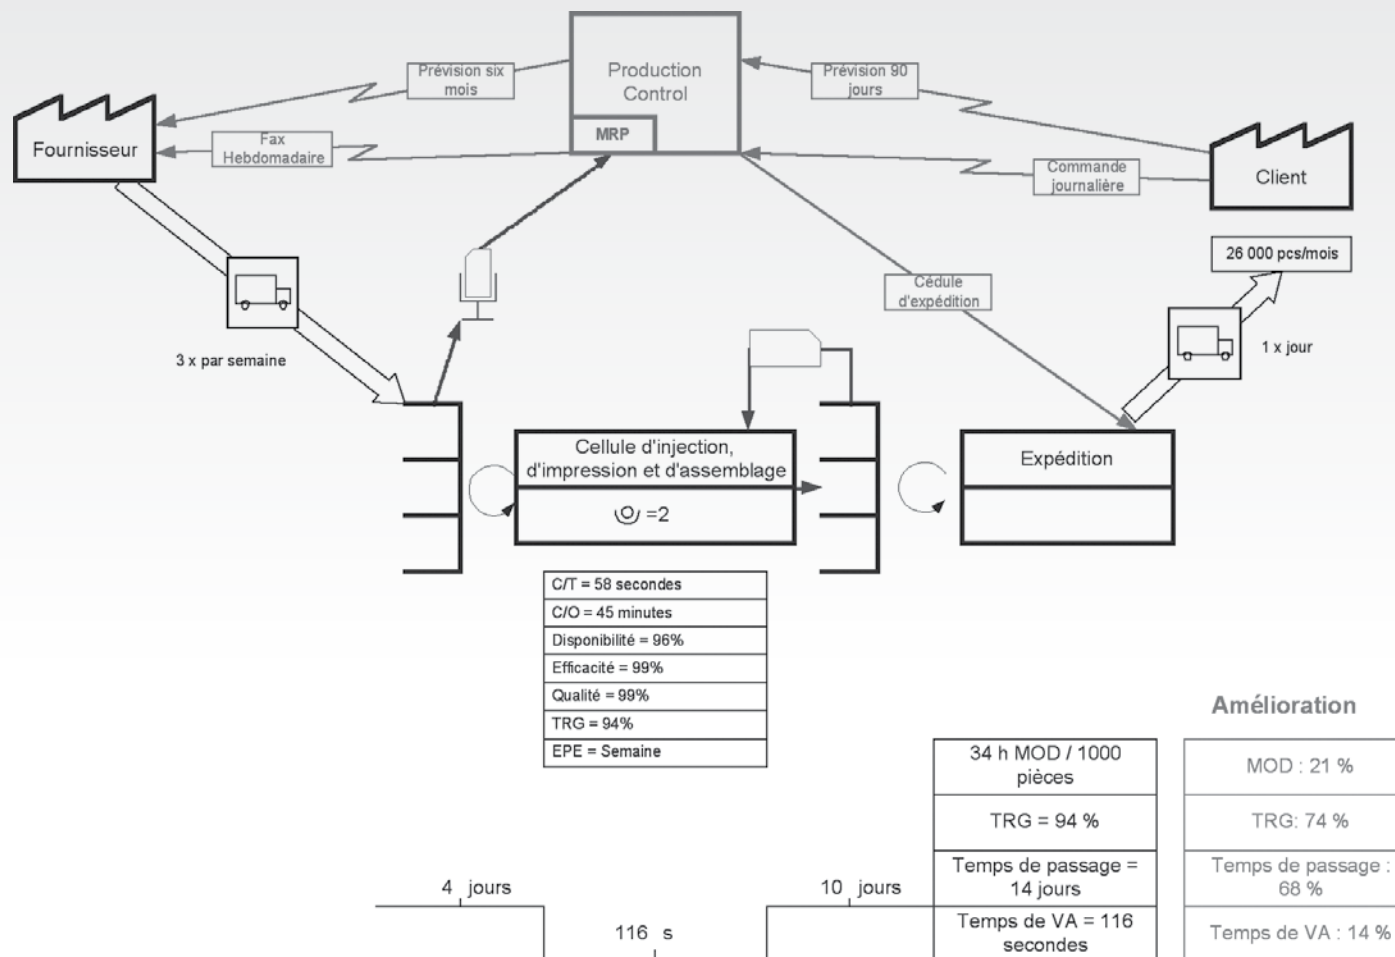 Production
Control
MRP
Prévision six
mois
Fax
Hebdomadaire
Fournisseur
Prévision 90
jours
Commande
journalière
Client
26 000 pcs/mois
Cédule
d'expédition
3 x par semaine
1 x jour
Cellule d'injection,
d'impression et d'assemblage
=2
Expédition
C/T = 58 secondes
C/O = 45 minutes
Disponibilité = 96%
Efficacité = 99%
Qualité = 99%
TRG = 94%
EPE = Semaine
Amélioration
34 h MOD / 1000
pièces
MOD : 21 %
TRG = 94 %
TRG: 74 %
Temps de passage =
14 jours
Temps de passage :
68 %
Temps de VA = 116
secondes
Temps de VA : 14 %
4 jours
116 s
10 jours